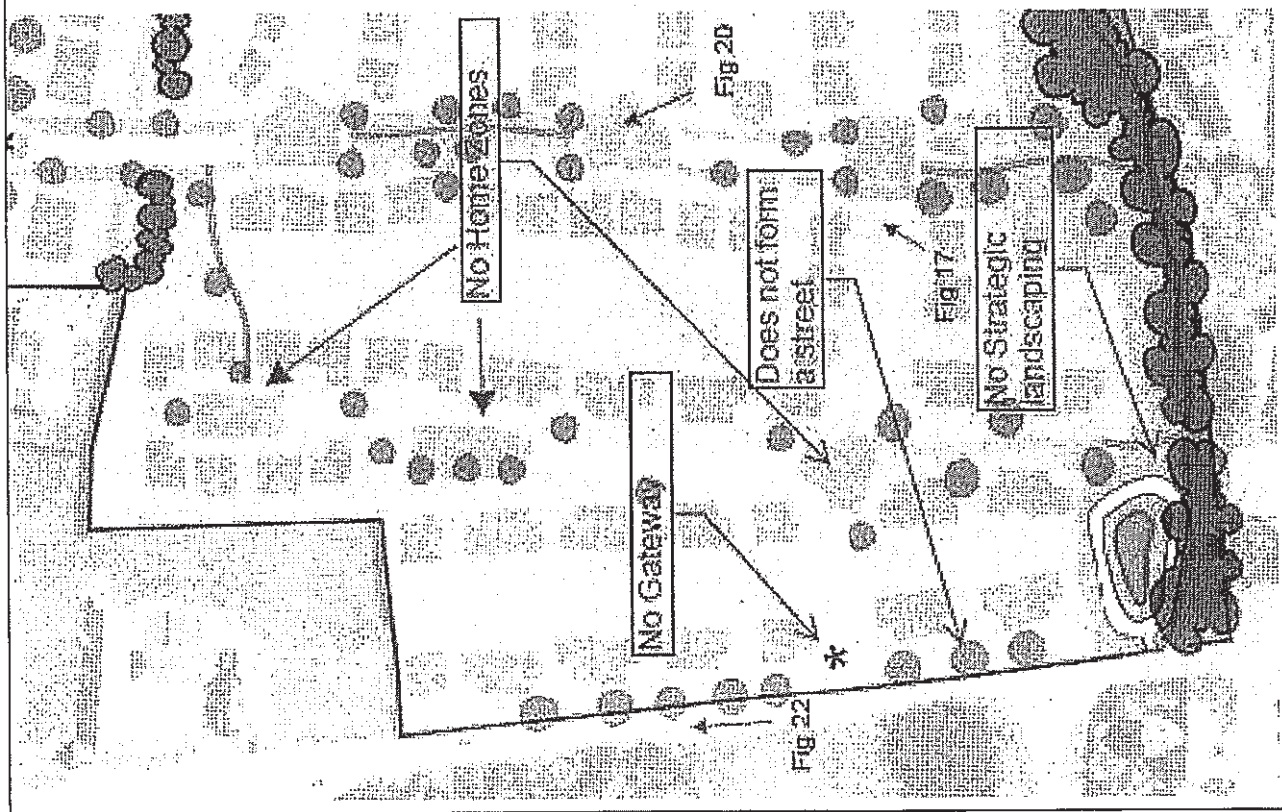 No Home Zones
Fig.20
Does not form
a street
Fig.17
No Strategic
landscaping
No Gateway
*
Fig.22